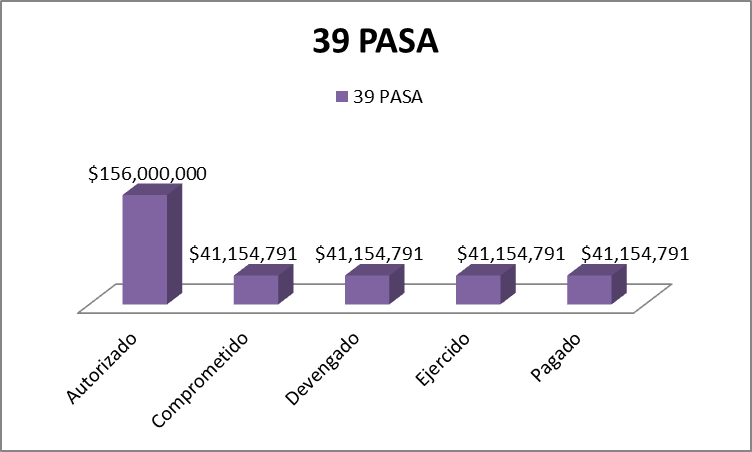 39 PASA
39 PASA
$156,000,000
$41,154,791 $41,154,791 $41,154,791 $41,154,791
Autorizado Comprometido Devengado Ejercido Pagado